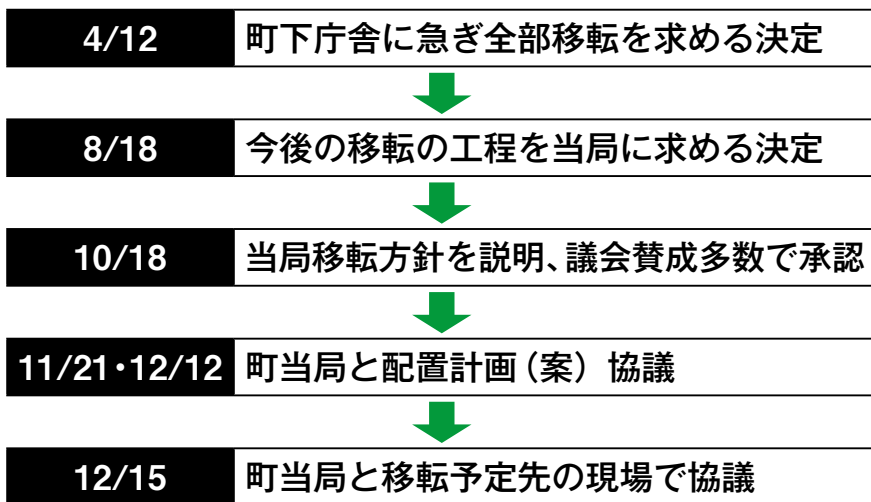 4/12 町下庁舎に急ぎ全部移転を求める決定
8/18 今後の移転の工程を当局に求める決定
10/18 当局移転方針を説明、議会賛成多数で承認
11/21・12/12 町当局と配置計画(案)協議
12/15 町当局と移転予定先の現場で協議